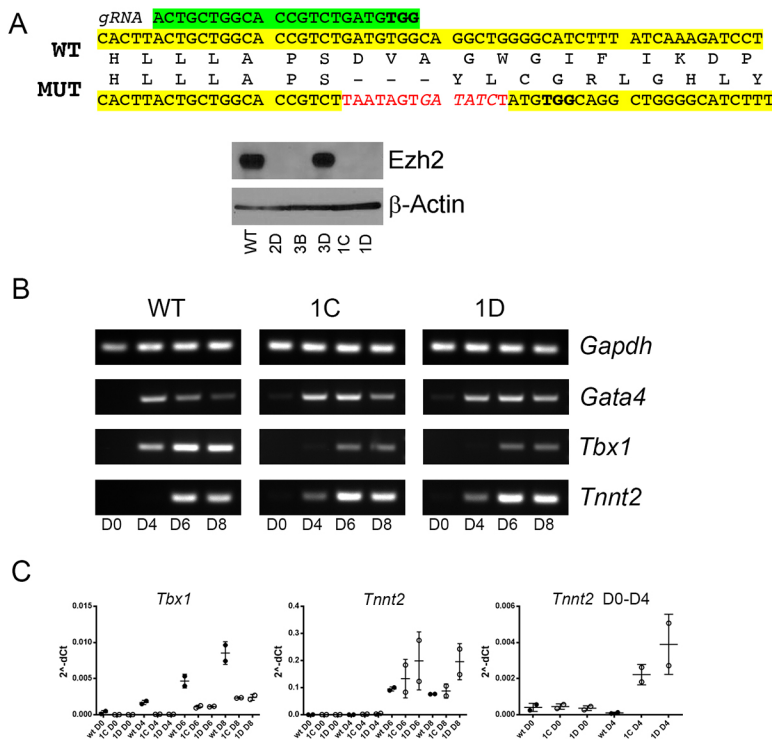 A
gRNA ACTGCTGGCA CCGTCTGATGTGG
WT
CACTTACTGCTGGCA CCGTCTGATGTGGCA GGCTGGGGCATCTTT ATCAAAGATCCT
H L L L A P S D V A G W G I F I K D P
MUT
H L L L A P S - - - Y L C G R L G H L Y
CACTTACTGCTGGCA CCGTCTTAATAGTGA TATCTATGTGGCAGG CTGGGGCATCTTT
Ezh2
β-Actin
WT 2D 3B 3D 1C 1D
B
WT 1C 1D
Gapdh
Gata4
Tbx1
Tnnt2
D0 D4 D6 D8 D0 D4 D6 D8 D0 D4 D6 D8
C
Tbx1
2^-dCt
0.015
0.010
0.005
0.000
wt D0 1C D0 1D D0 wt D4 1C D4 1D D4 wt D6 1C D6 1D D6 wt D8 1C D8 1D D8
Tnnt2
2^-dCt
0.4
0.3
0.2
0.1
0.0
wt D0 1C D0 1D D0 wt D4 1C D4 1D D4 wt D6 1C D6 1D D6 wt D8 1C D8 1D D8
Tnnt2 D0-D4
2^-dCt
0.006
0.004
0.002
0.000
wt D0 1C D0 1D D0 wt D4 1C D4 1D D4